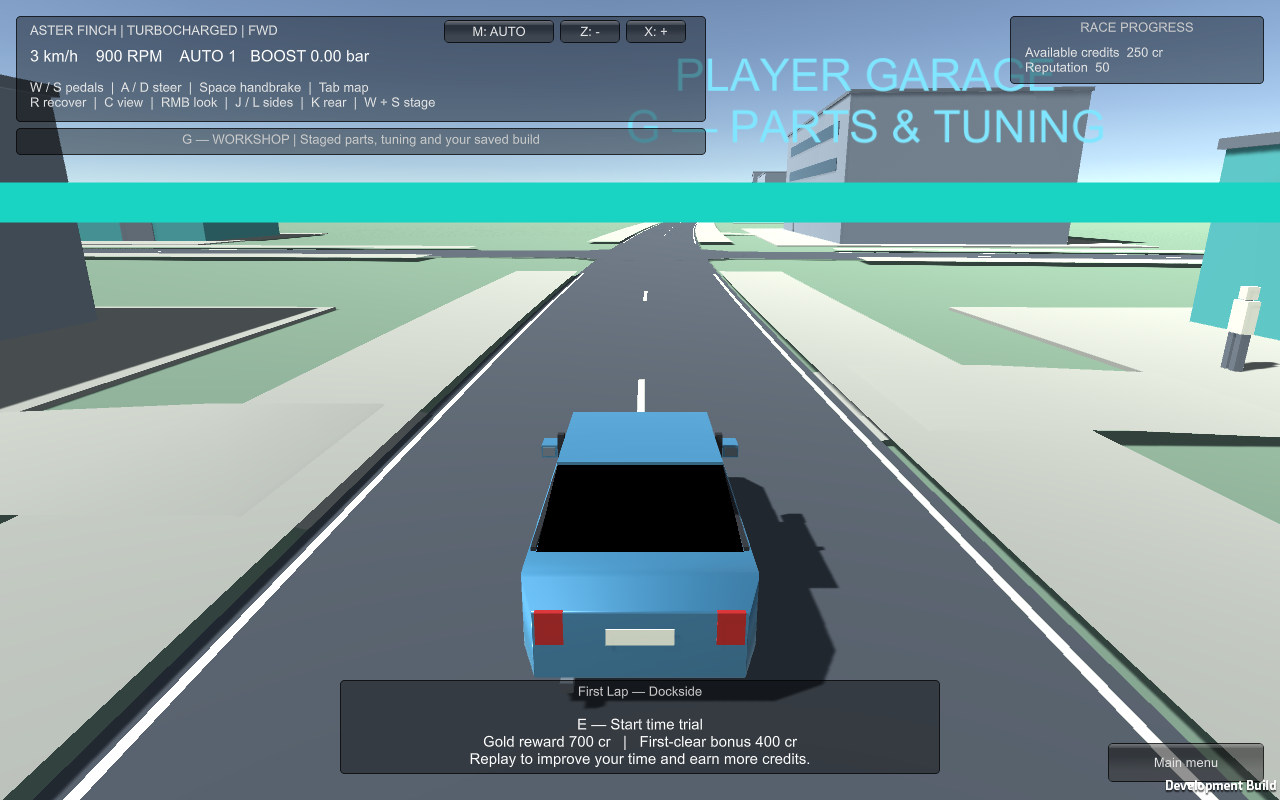 ASTER FINCH | TURBOCHARGED | FWD
M: AUTO
Z: -
X: +
3 km/h 900 RPM AUTO 1 BOOST 0.00 bar
W / S pedals | A / D steer | Space handbrake | Tab map
R recover | C view | RMB look | J / L sides | K rear | W + S stage
G — WORKSHOP | Staged parts, tuning and your saved build
RACE PROGRESS
Available credits 250 cr
Reputation 50
PLAYER GARAGE
G — PARTS & TUNING
First Lap — Dockside
E — Start time trial
Gold reward 700 cr | First-clear bonus 400 cr
Replay to improve your time and earn more credits.
Main menu
Development Build